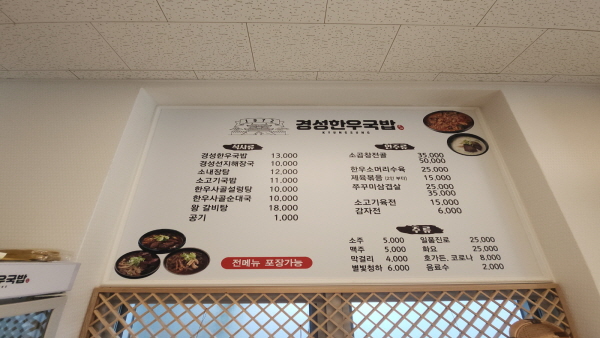 경성한우국밥
식사류
경성한우국밥 13,000
경성선지해장국 10,000
소내장탕 12,000
소고기국밥 11,000
한우사골설렁탕 10,000
한우사골순대국 10,000
왕 갈비탕 18,000
공기 1,000
전메뉴 포장가능
안주류
소곱창전골 35,000
50,000
한우소머리수육 25,000
제육볶음 (2인 부터) 15,000
쭈꾸미삼겹살 25,000
35,000
소고기육전 15,000
감자전 6,000
주류
소주 5,000 일품진로 25,000
맥주 5,000 화요 25,000
막걸리 4,000 호가든, 코로나 8,000
별빛청하 6,000 음료수 2,000
우국밥